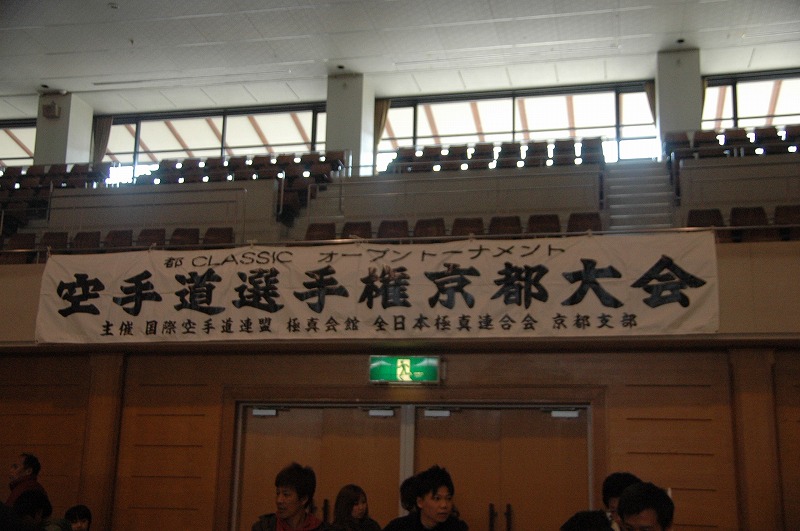 都 CLASSIC オープントーナメント
空手道選手権京都大会
主催 国際空手道連盟 極真会館 全日本極真連合会 京都支部